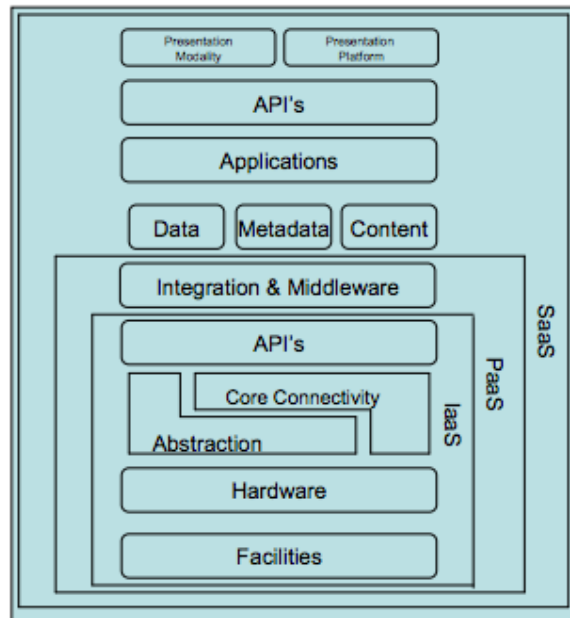 Presentation
Modality
Presentation
Platform
API's
Applications
Data
Metadata
Content
Integration & Middleware
API's
Core Connectivity
Abstraction
Hardware
Facilities
IaaS
PaaS
SaaS